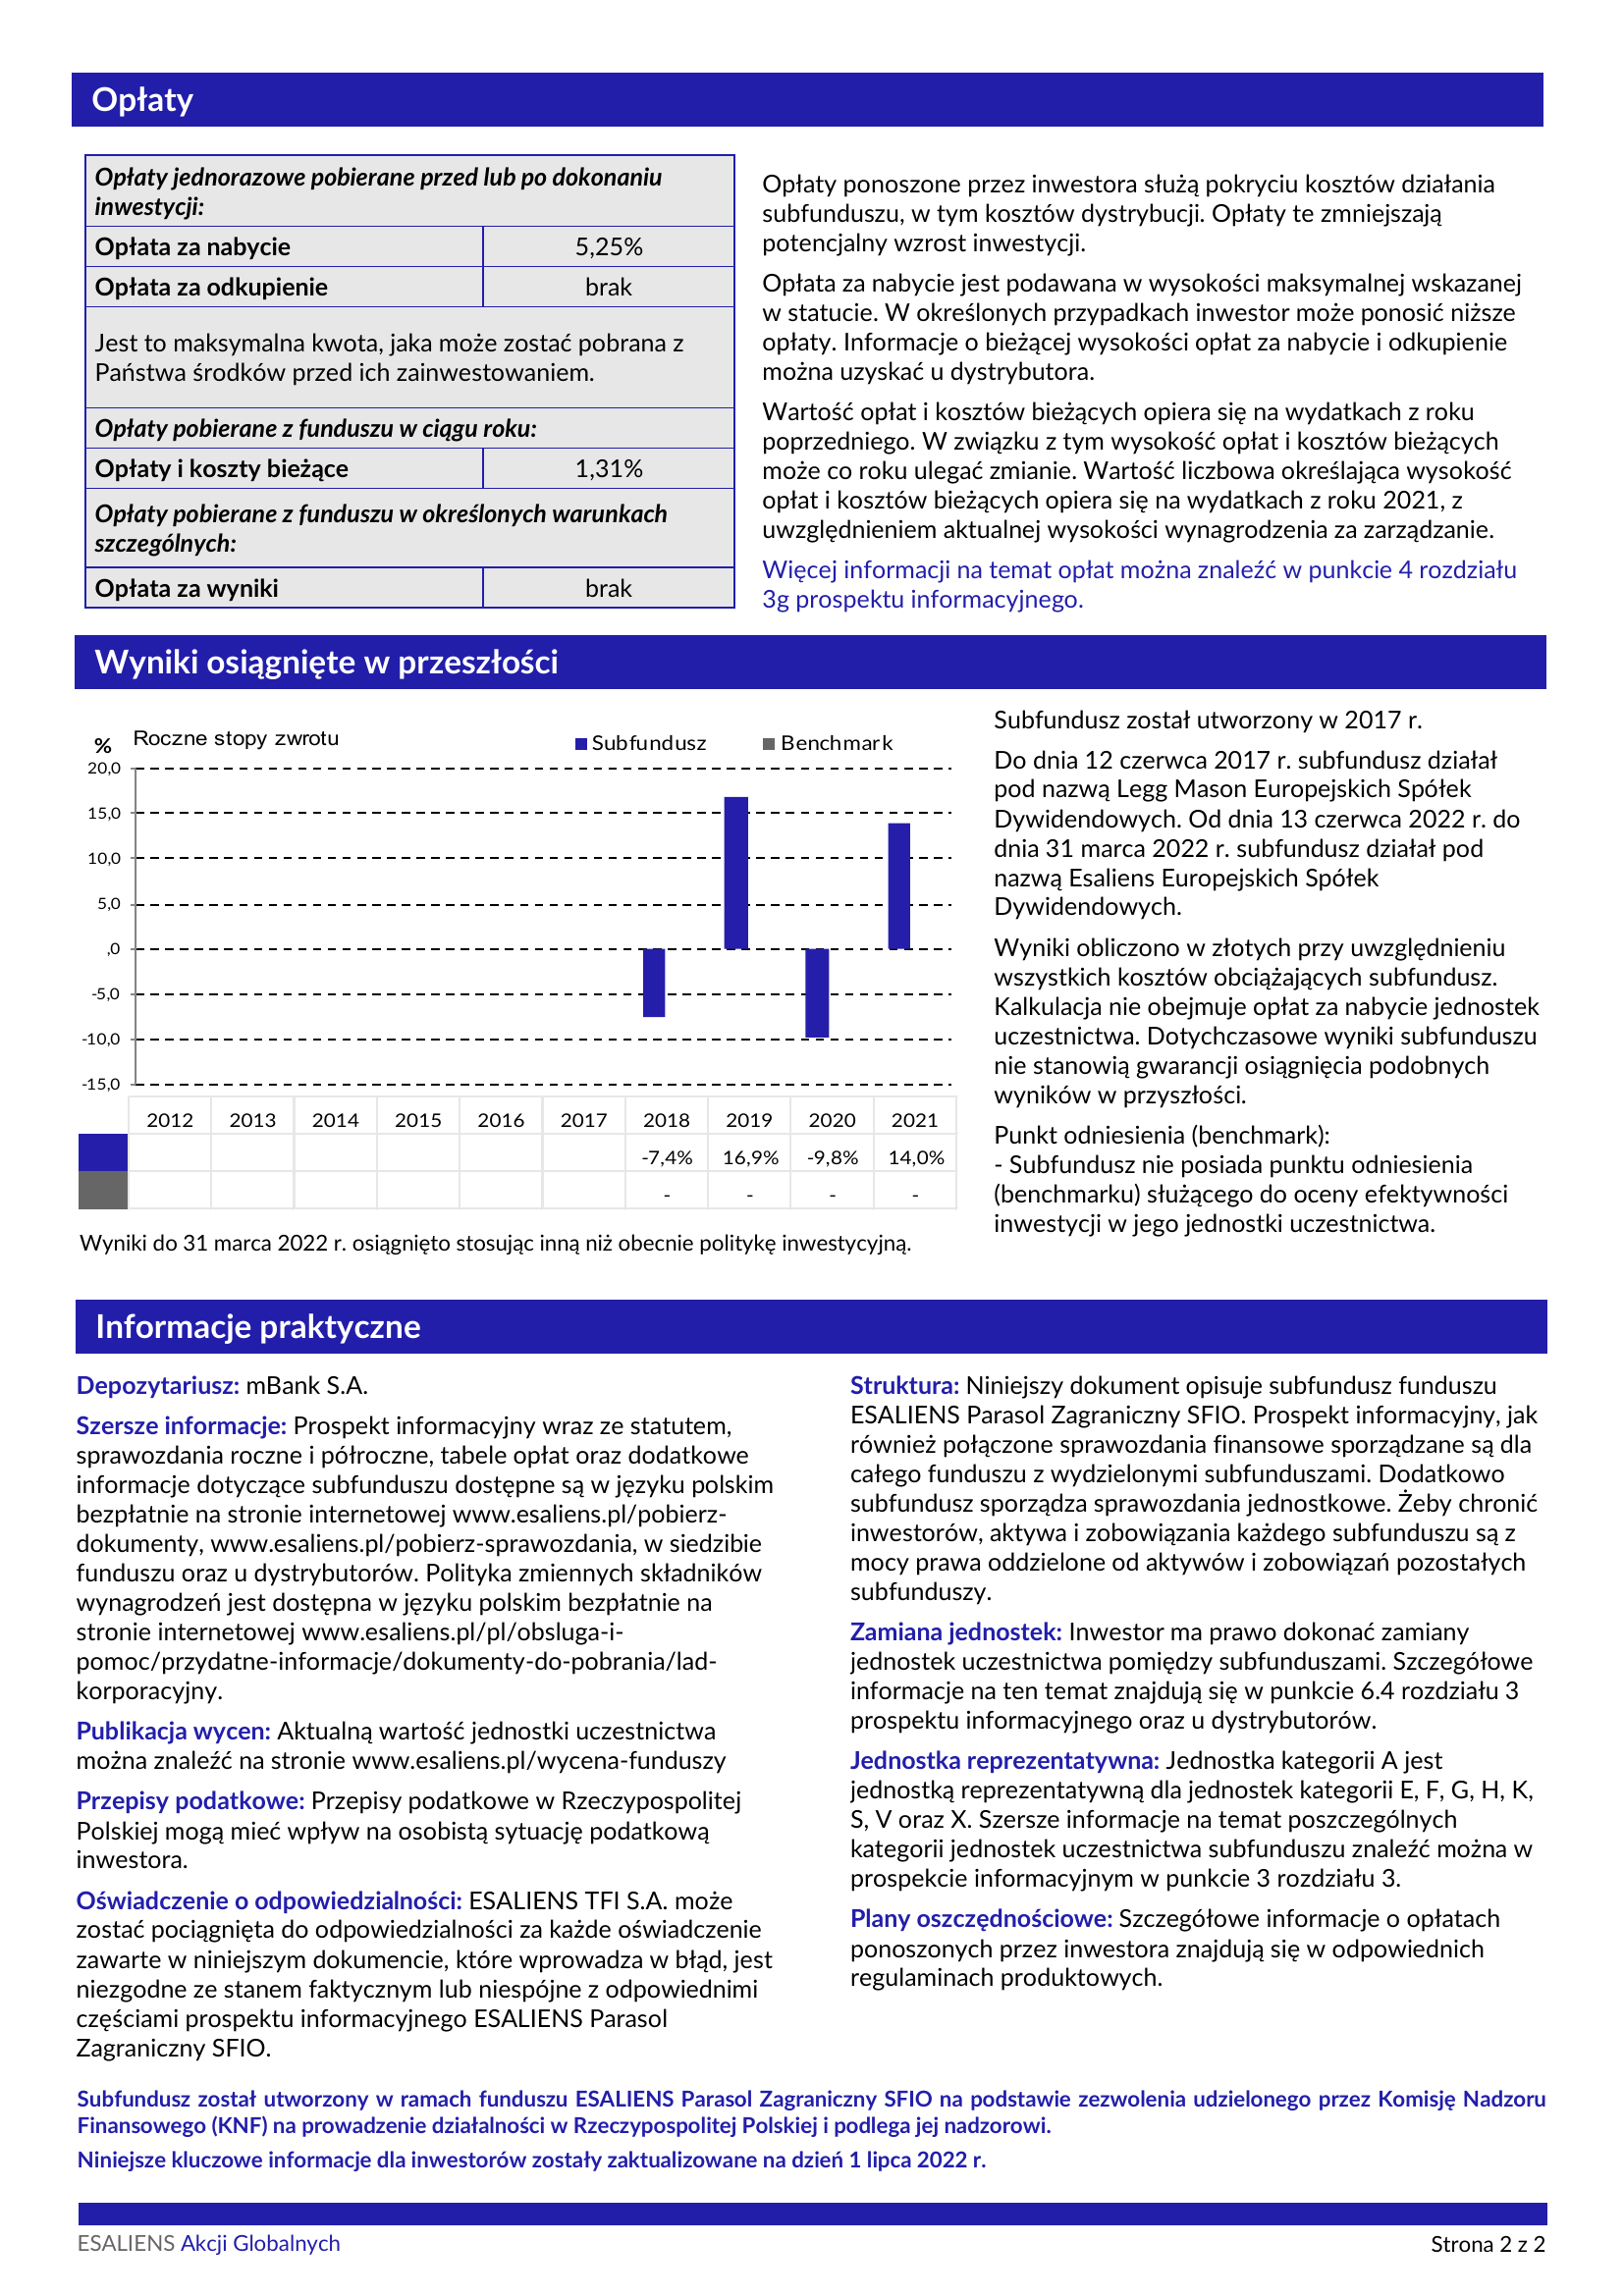 Opłaty
Opłaty jednorazowe pobierane przed lub po dokonaniu
inwestycji:
Opłata za nabycie 5,25%
Opłata za odkupienie brak
Jest to maksymalna kwota, jaka może zostać pobrana z
Państwa środków przed ich zainwestowaniem.
Opłaty pobierane z funduszu w ciągu roku:
Opłaty i koszty bieżące 1,31%
Opłaty pobierane z funduszu w określonych warunkach
szczególnych:
Opłata za wyniki brak
Opłaty ponoszone przez inwestora służą pokryciu kosztów działania
subfunduszu, w tym kosztów dystrybucji. Opłaty te zmniejszają
potencjalny wzrost inwestycji.
Opłata za nabycie jest podawana w wysokości maksymalnej wskazanej
w statucie. W określonych przypadkach inwestor może ponosić niższe
opłaty. Informacje o bieżącej wysokości opłat za nabycie i odkupienie
można uzyskać u dystrybutora.
Wartość opłat i kosztów bieżących opiera się na wydatkach z roku
poprzedniego. W związku z tym wysokość opłat i kosztów bieżących
może co roku ulegać zmianie. Wartość liczbowa określająca wysokość
opłat i kosztów bieżących opiera się na wydatkach z roku 2021, z
uwzględnieniem aktualnej wysokości wynagrodzenia za zarządzanie.
Więcej informacji na temat opłat można znaleźć w punkcie 4 rozdziału
3g prospektu informacyjnego.
Wyniki osiągnięte w przeszłości
% Roczne stopy zwrotu Subfundusz Benchmark
20,0
15,0
10,0
5,0
,0
-5,0
-10,0
-15,0
2012 2013 2014 2015 2016 2017 2018 2019 2020 2021
-7,4% 16,9% -9,8% 14,0%
- - - -
Wyniki do 31 marca 2022 r. osiągnięto stosując inną niż obecnie politykę inwestycyjną.
Subfundusz został utworzony w 2017 r.
Do dnia 12 czerwca 2017 r. subfundusz działał
pod nazwą Legg Mason Europejskich Spółek
Dywidendowych. Od dnia 13 czerwca 2022 r. do
dnia 31 marca 2022 r. subfundusz działał pod
nazwą Esaliens Europejskich Spółek
Dywidendowych.
Wyniki obliczono w złotych przy uwzględnieniu
wszystkich kosztów obciążających subfundusz.
Kalkulacja nie obejmuje opłat za nabycie jednostek
uczestnictwa. Dotychczasowe wyniki subfunduszu
nie stanowią gwarancji osiągnięcia podobnych
wyników w przyszłości.
Punkt odniesienia (benchmark):
- Subfundusz nie posiada punktu odniesienia
(benchmarku) służącego do oceny efektywności
inwestycji w jego jednostki uczestnictwa.
Informacje praktyczne
Depozytariusz: mBank S.A.
Szersze informacje: Prospekt informacyjny wraz ze statutem,
sprawozdania roczne i półroczne, tabele opłat oraz dodatkowe
informacje dotyczące subfunduszu dostępne są w języku polskim
bezpłatnie na stronie internetowej www.esaliens.pl/pobierz-
dokumenty, www.esaliens.pl/pobierz-sprawozdania, w siedzibie
funduszu oraz u dystrybutorów. Polityka zmiennych składników
wynagrodzeń jest dostępna w języku polskim bezpłatnie na
stronie internetowej www.esaliens.pl/pl/obsluga-i-
pomoc/przydatne-informacje/dokumenty-do-pobrania/lad-
korporacyjny.
Publikacja wycen: Aktualną wartość jednostki uczestnictwa
można znaleźć na stronie www.esaliens.pl/wycena-funduszy
Przepisy podatkowe: Przepisy podatkowe w Rzeczypospolitej
Polskiej mogą mieć wpływ na osobistą sytuację podatkową
inwestora.
Oświadczenie o odpowiedzialności: ESALIENS TFI S.A. może
zostać pociągnięta do odpowiedzialności za każde oświadczenie
zawarte w niniejszym dokumencie, które wprowadza w błąd, jest
niezgodne ze stanem faktycznym lub niespójne z odpowiednimi
częściami prospektu informacyjnego ESALIENS Parasol
Zagraniczny SFIO.
Struktura: Niniejszy dokument opisuje subfundusz funduszu
ESALIENS Parasol Zagraniczny SFIO. Prospekt informacyjny, jak
również połączone sprawozdania finansowe sporządzane są dla
całego funduszu z wydzielonymi subfunduszami. Dodatkowo
subfundusz sporządza sprawozdania jednostkowe. Żeby chronić
inwestorów, aktywa i zobowiązania każdego subfunduszu są z
mocy prawa oddzielone od aktywów i zobowiązań pozostałych
subfunduszy.
Zamiana jednostek: Inwestor ma prawo dokonać zamiany
jednostek uczestnictwa pomiędzy subfunduszami. Szczegółowe
informacje na ten temat znajdują się w punkcie 6.4 rozdziału 3
prospektu informacyjnego oraz u dystrybutorów.
Jednostka reprezentatywna: Jednostka kategorii A jest
jednostką reprezentatywną dla jednostek kategorii E, F, G, H, K,
S, V oraz X. Szersze informacje na temat poszczególnych
kategorii jednostek uczestnictwa subfunduszu znaleźć można w
prospekcie informacyjnym w punkcie 3 rozdziału 3.
Plany oszczędnościowe: Szczegółowe informacje o opłatach
ponoszonych przez inwestora znajdują się w odpowiednich
regulaminach produktowych.
Subfundusz został utworzony w ramach funduszu ESALIENS Parasol Zagraniczny SFIO na podstawie zezwolenia udzielonego przez Komisję Nadzoru
Finansowego (KNF) na prowadzenie działalności w Rzeczypospolitej Polskiej i podlega jej nadzorowi.
Niniejsze kluczowe informacje dla inwestorów zostały zaktualizowane na dzień 1 lipca 2022 r.
ESALIENS Akcji Globalnych
Strona 2 z 2